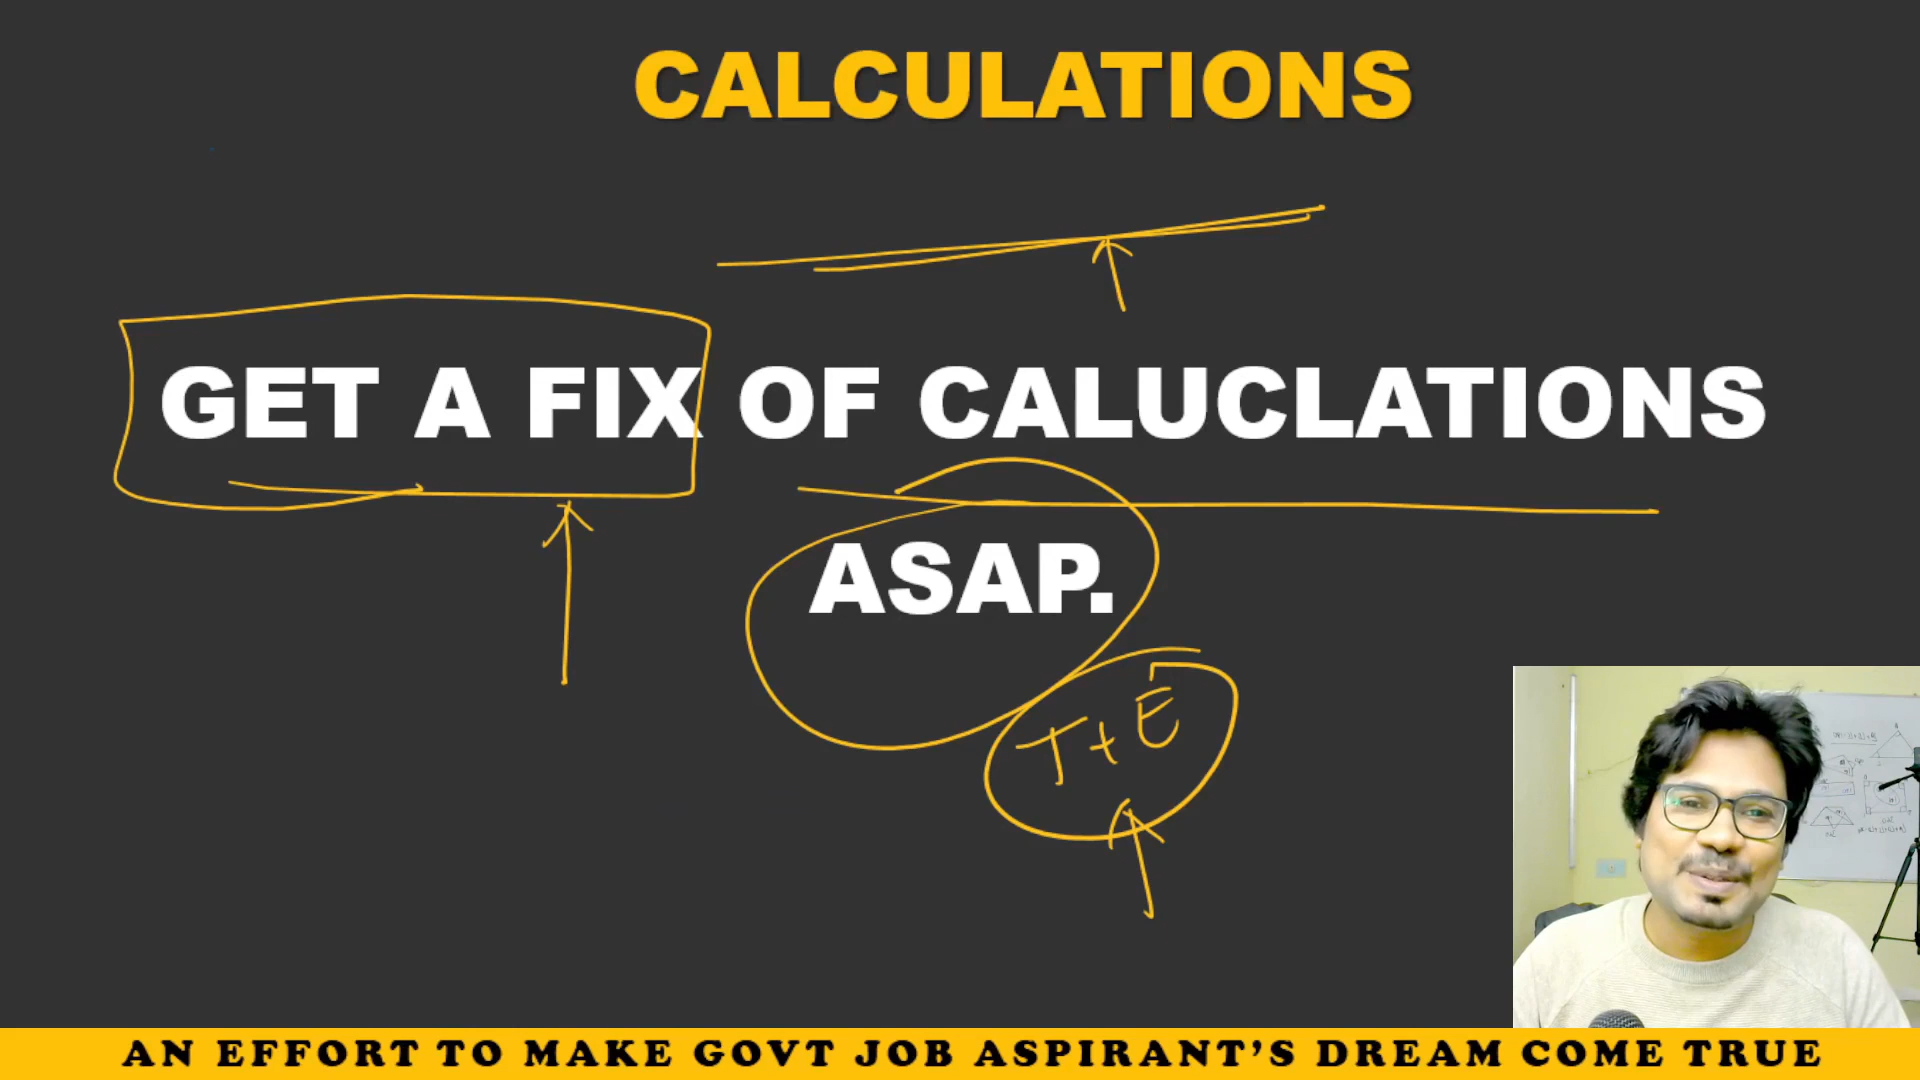 CALCULATIONS
GET A FIX OF CALUCLATIONS
ASAP.
T+E
AN EFFORT TO MAKE GOVT JOB ASPIRANT'S DREAM COME TRUE